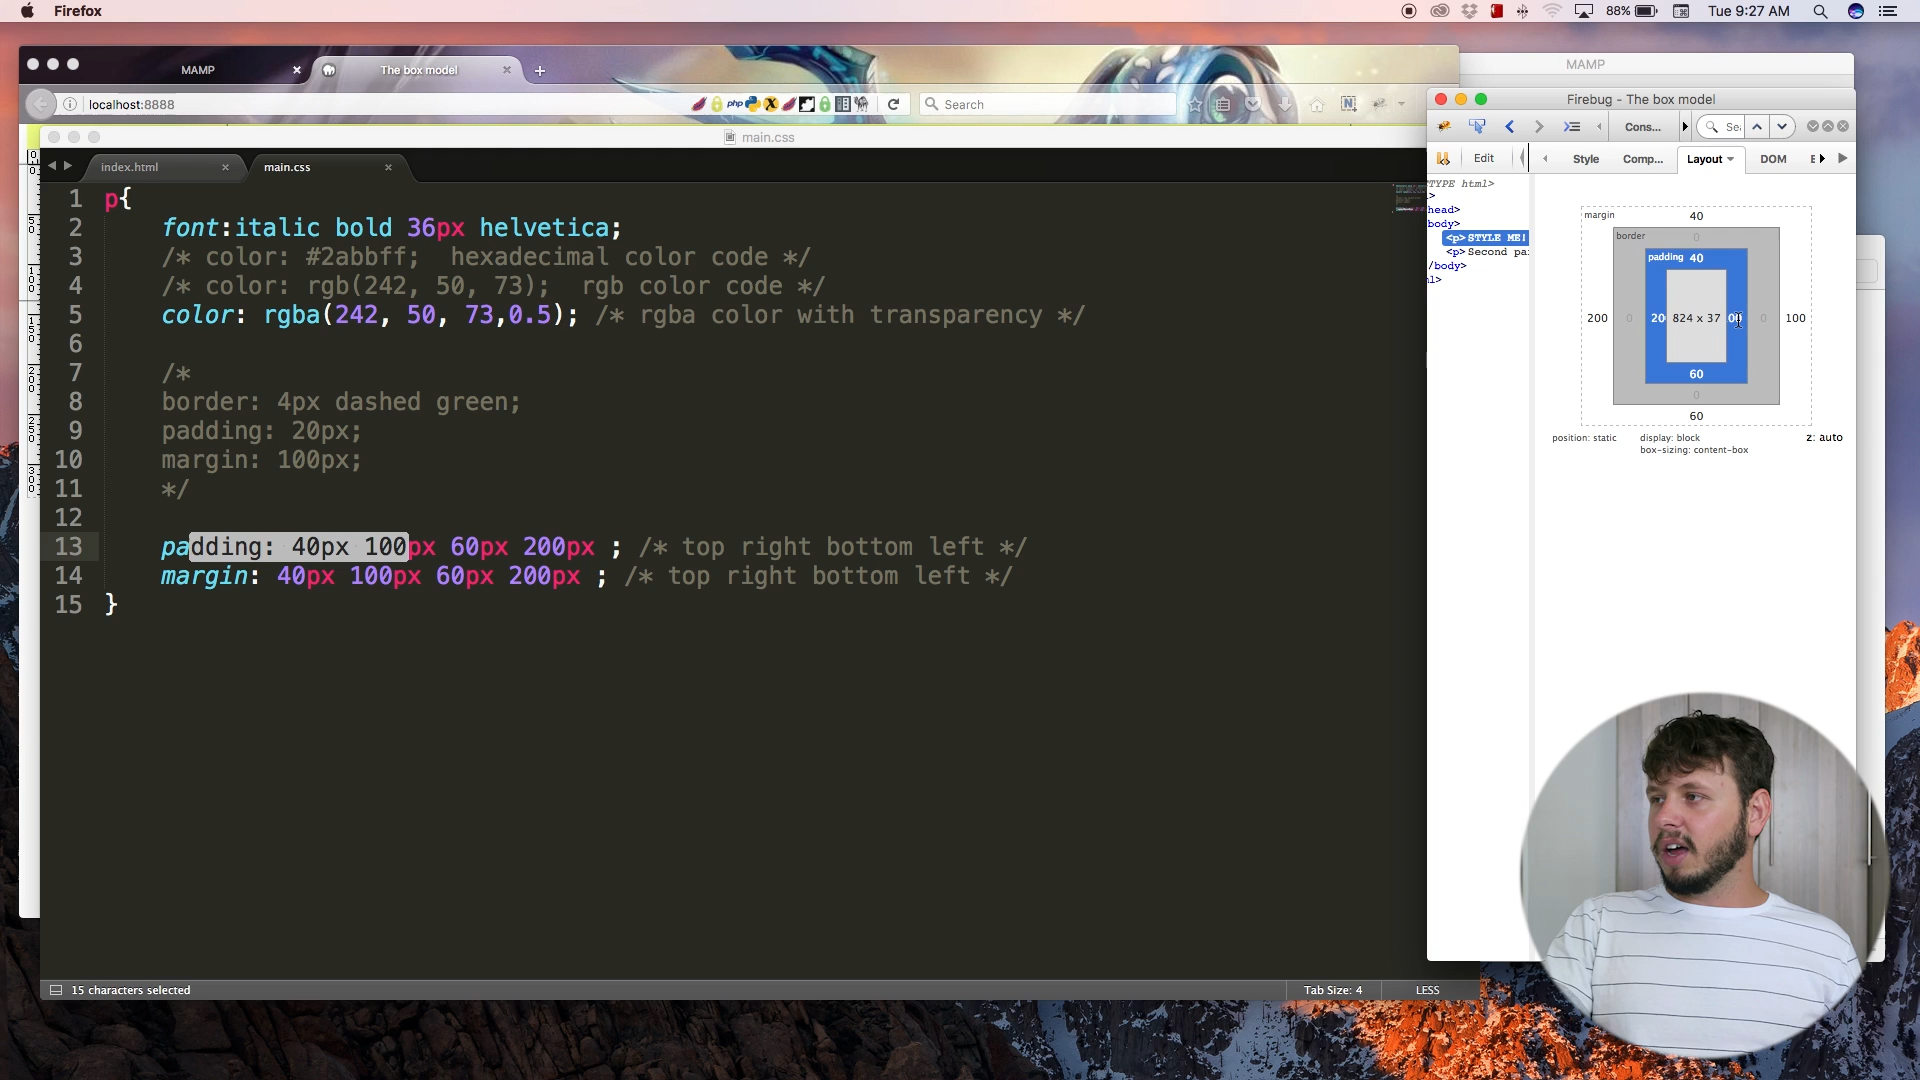 Firefox
88%
Tue 9:27 AM
MAMP
The box model
MAMP
localhost:8888
php
Search
Firebug - The box model
main.css
Cons...
index.html
main.css
Edit
Style
Comp...
Layout
DOM
1 p{
2 font:italic bold 36px helvetica;
3 /* color: #2abbff;  hexadecimal color code */
4 /* color: rgb(242, 50, 73);  rgb color code */
5 color: rgba(242, 50, 73,0.5); /* rgba color with transparency */
6
7 /*
8 border: 4px dashed green;
9 padding: 20px;
10 margin: 100px;
11 */
12
13 padding: 40px 100px 60px 200px ; /* top right bottom left */
14 margin: 40px 100px 60px 200px ; /* top right bottom left */
15 }
TYPE html>
head>
body>
<p>STYLE ME!
<p>Second pa
/body>
margin 40
border 0
padding 40
200 0 20 824 x 37 0 100
60
0
60
position: static
display: block
z: auto
box-sizing: content-box
15 characters selected
Tab Size: 4
LESS